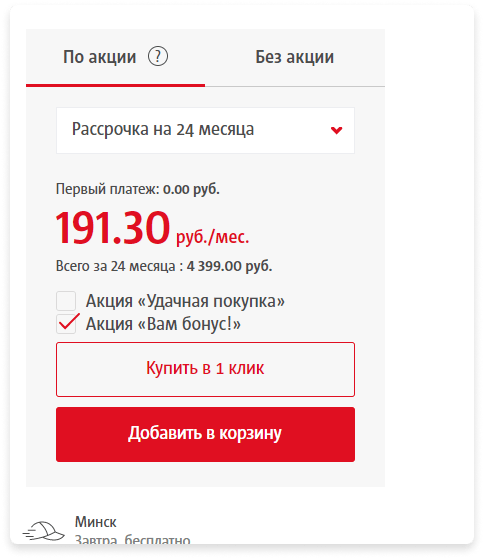 По акции ?
Без акции
Рассрочка на 24 месяца
Первый платеж: 0.00 руб.
191.30 руб./мес.
Всего за 24 месяца : 4 399.00 руб.
Акция «Удачная покупка»
Акция «Вам бонус!»
Купить в 1 клик
Добавить в корзину
Минск
Завтра, бесплатно